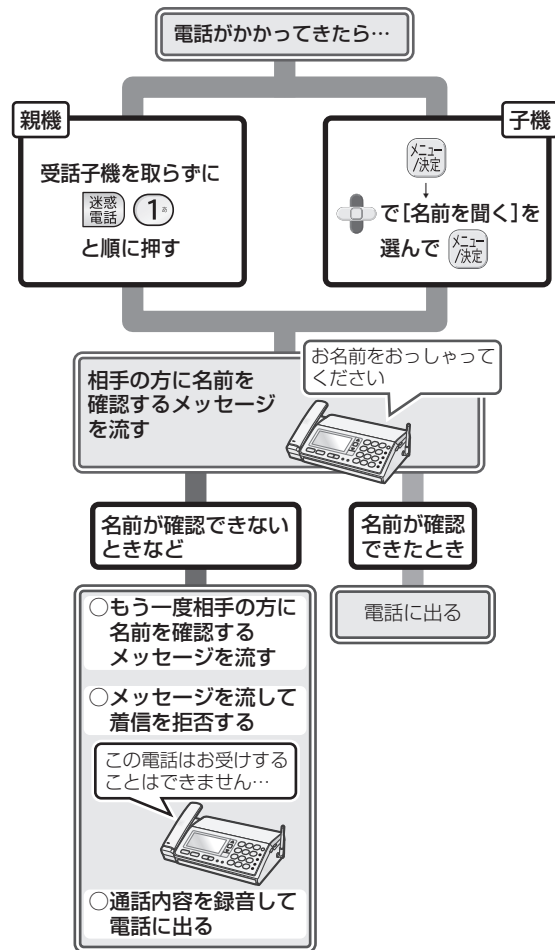 電話がかかってきたら…
親機
受話子機を取らずに
迷惑
電話
1
と順に押す
子機
メニュー
/決定
↓
で[名前を聞く]を
選んで
メニュー
/決定
お名前をおっしゃって
ください
相手の方に名前を
確認するメッセージ
を流す
名前が確認できない
ときなど
名前が確認
できたとき
○もう一度相手の方に
名前を確認する
メッセージを流す
○メッセージを流して
着信を拒否する
この電話はお受けする
ことはできません…
○通話内容を録音して
電話に出る
電話に出る